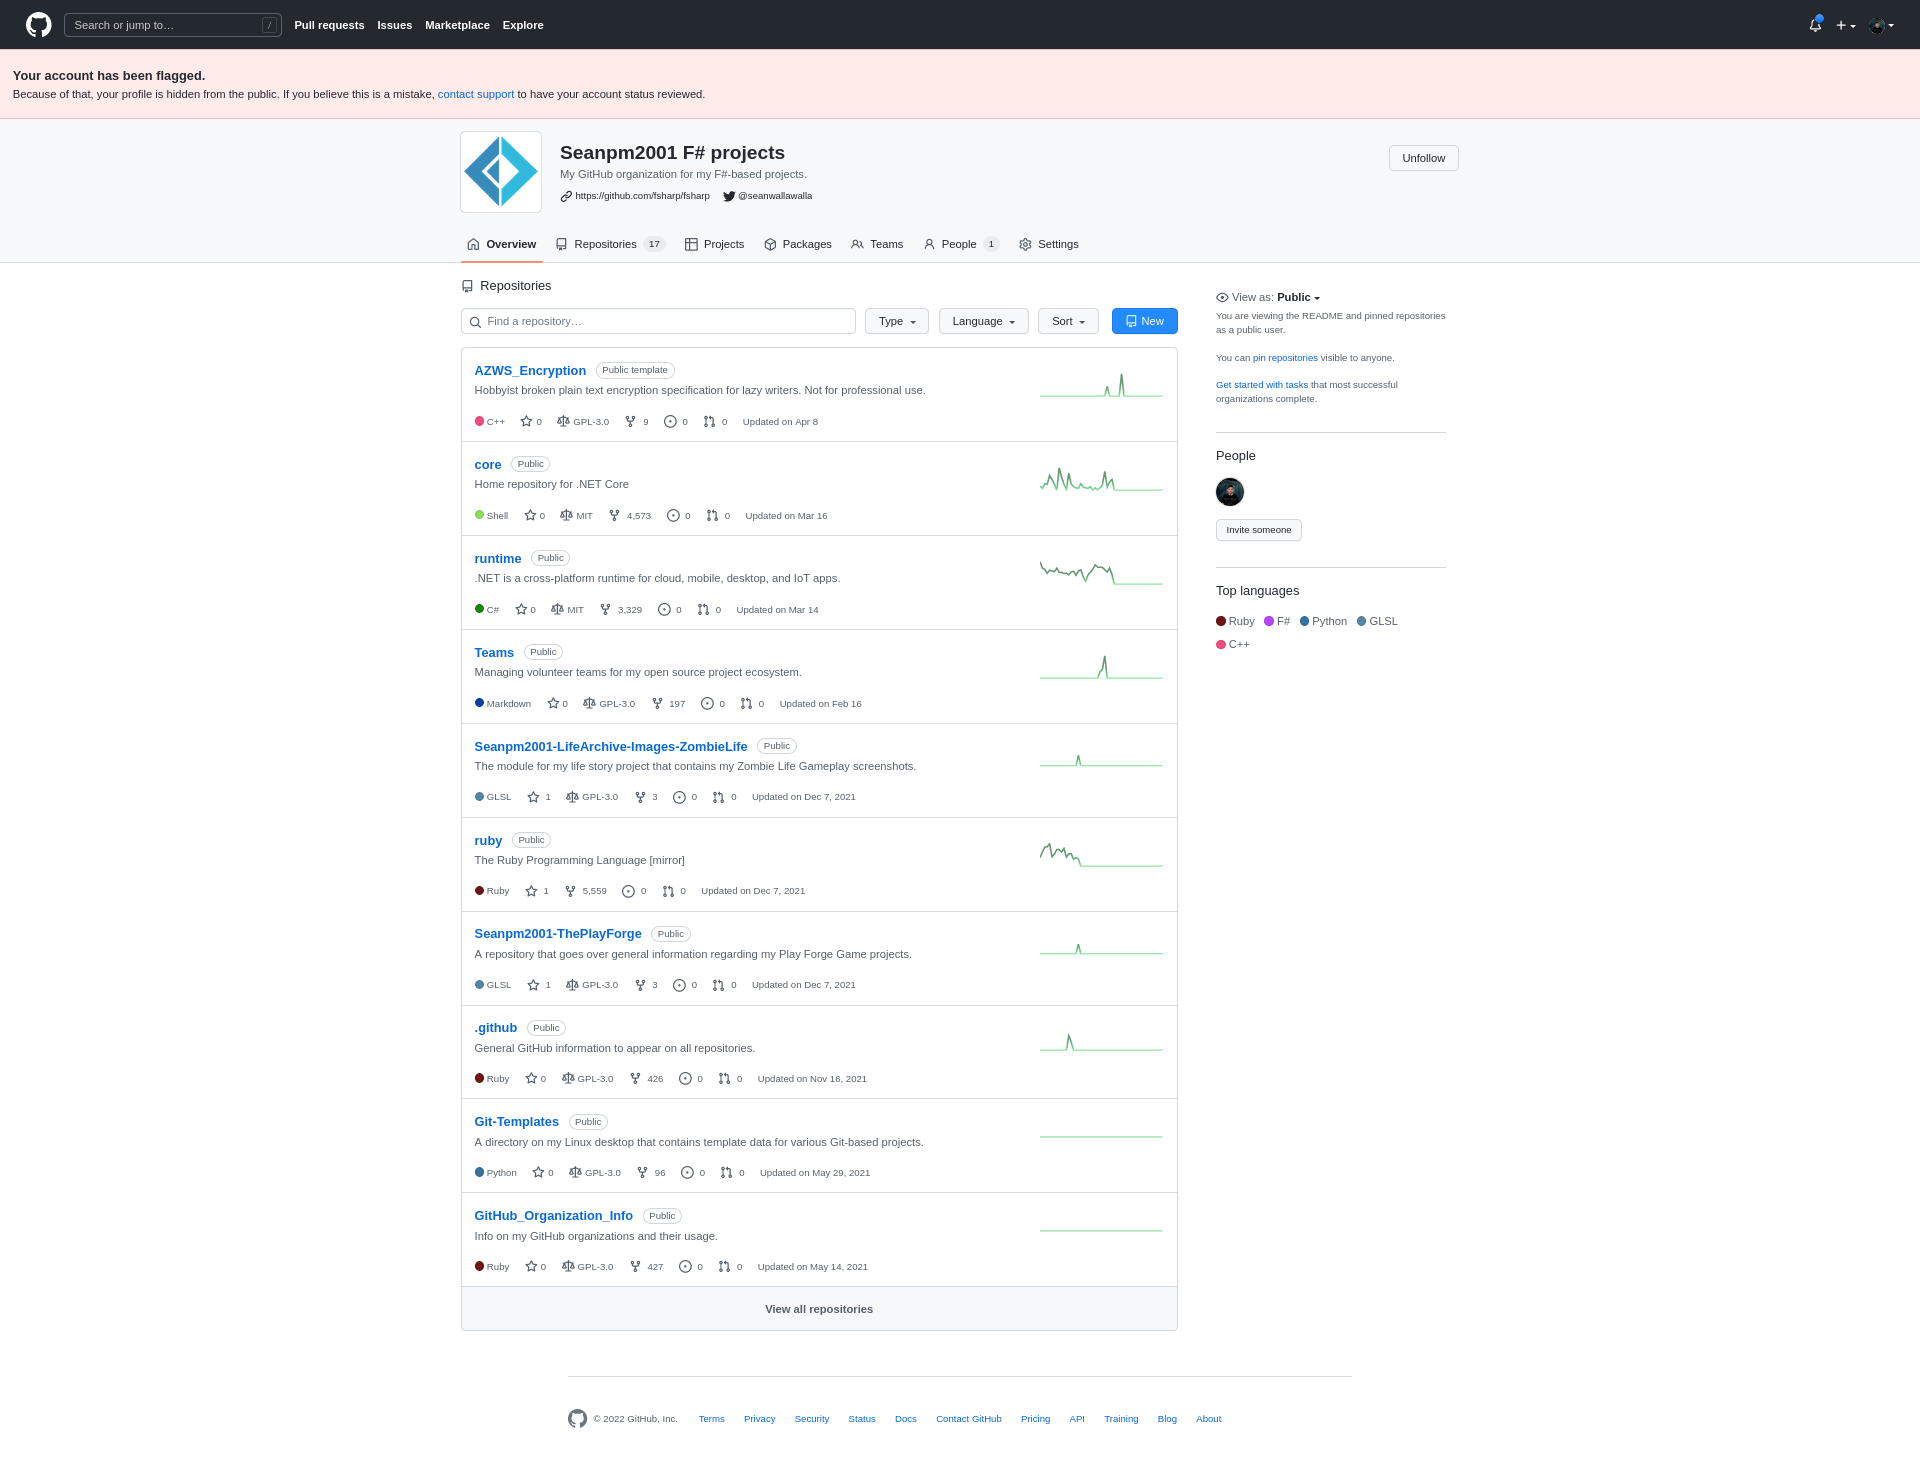 Search or jump to… /
Pull requests Issues Marketplace Explore
Your account has been flagged.
Because of that, your profile is hidden from the public. If you believe this is a mistake, contact support to have your account status reviewed.
Seanpm2001 F# projects
My GitHub organization for my F#-based projects.
https://github.com/fsharp/fsharp @seanwallawalla
Unfollow
Overview Repositories 17 Projects Packages Teams People 1 Settings
Repositories
Find a repository… Type Language Sort New
AZWS_Encryption Public template
Hobbyist broken plain text encryption specification for lazy writers. Not for professional use.
C++ 0 GPL-3.0 9 0 0 Updated on Apr 8
core Public
Home repository for .NET Core
Shell 0 MIT 4,573 0 0 Updated on Mar 16
runtime Public
.NET is a cross-platform runtime for cloud, mobile, desktop, and IoT apps.
C# 0 MIT 3,329 0 0 Updated on Mar 14
Teams Public
Managing volunteer teams for my open source project ecosystem.
Markdown 0 GPL-3.0 197 0 0 Updated on Feb 16
Seanpm2001-LifeArchive-Images-ZombieLife Public
The module for my life story project that contains my Zombie Life Gameplay screenshots.
GLSL 1 GPL-3.0 3 0 0 Updated on Dec 7, 2021
ruby Public
The Ruby Programming Language [mirror]
Ruby 1 5,559 0 0 Updated on Dec 7, 2021
Seanpm2001-ThePlayForge Public
A repository that goes over general information regarding my Play Forge Game projects.
GLSL 1 GPL-3.0 3 0 0 Updated on Dec 7, 2021
.github Public
General GitHub information to appear on all repositories.
Ruby 0 GPL-3.0 426 0 0 Updated on Nov 16, 2021
Git-Templates Public
A directory on my Linux desktop that contains template data for various Git-based projects.
Python 0 GPL-3.0 96 0 0 Updated on May 29, 2021
GitHub_Organization_Info Public
Info on my GitHub organizations and their usage.
Ruby 0 GPL-3.0 427 0 0 Updated on May 14, 2021
View all repositories
View as: Public
You are viewing the README and pinned repositories
as a public user.
You can pin repositories visible to anyone.
Get started with tasks that most successful
organizations complete.
People
Invite someone
Top languages
Ruby F# Python GLSL
C++
© 2022 GitHub, Inc. Terms Privacy Security Status Docs Contact GitHub Pricing API Training Blog About